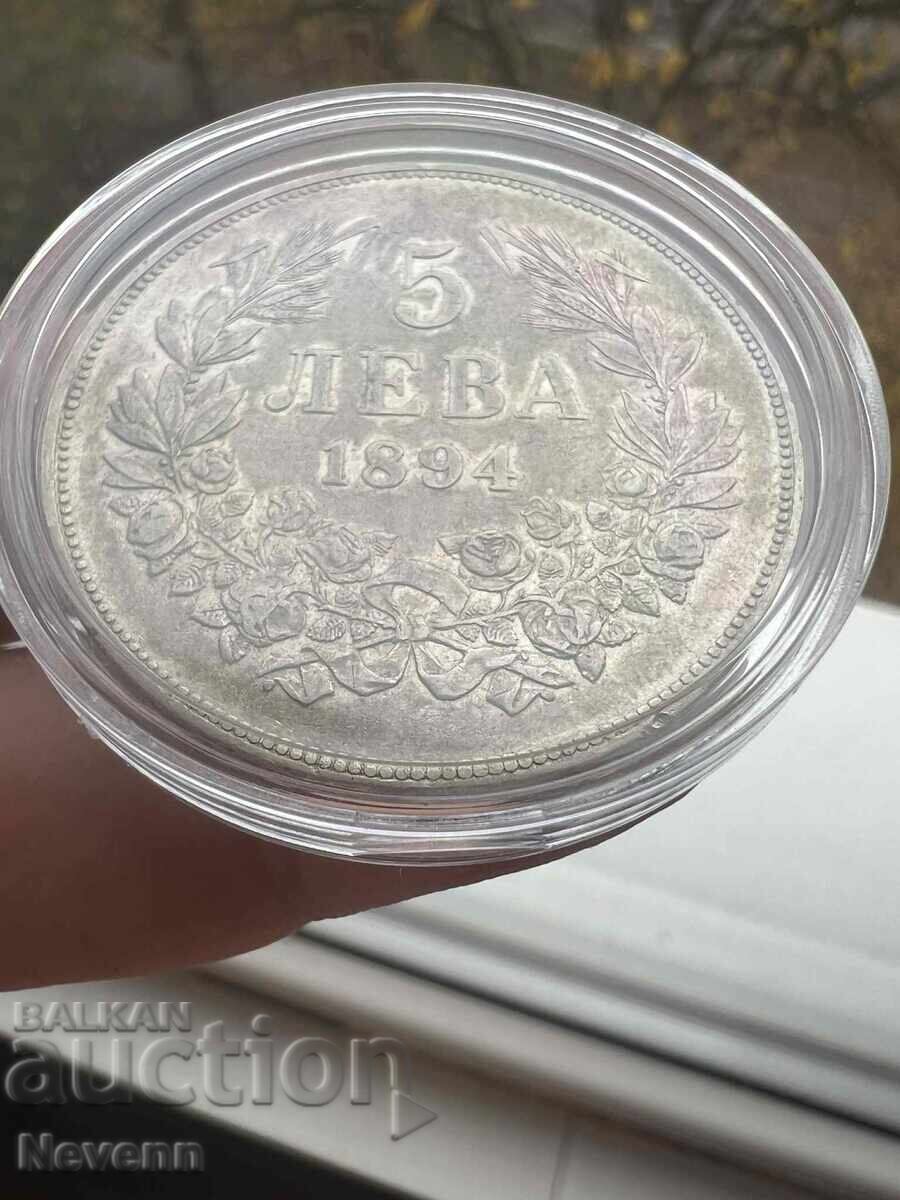 5
ЛЕВА
1894
BALKAN
auction
Nevenn